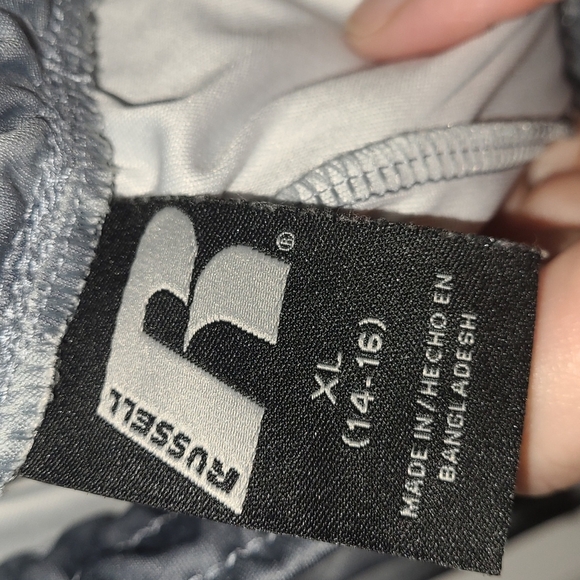 ®
RUSSELL
XL
(14-16)
MADE IN/HECHO EN
BANGLADESH